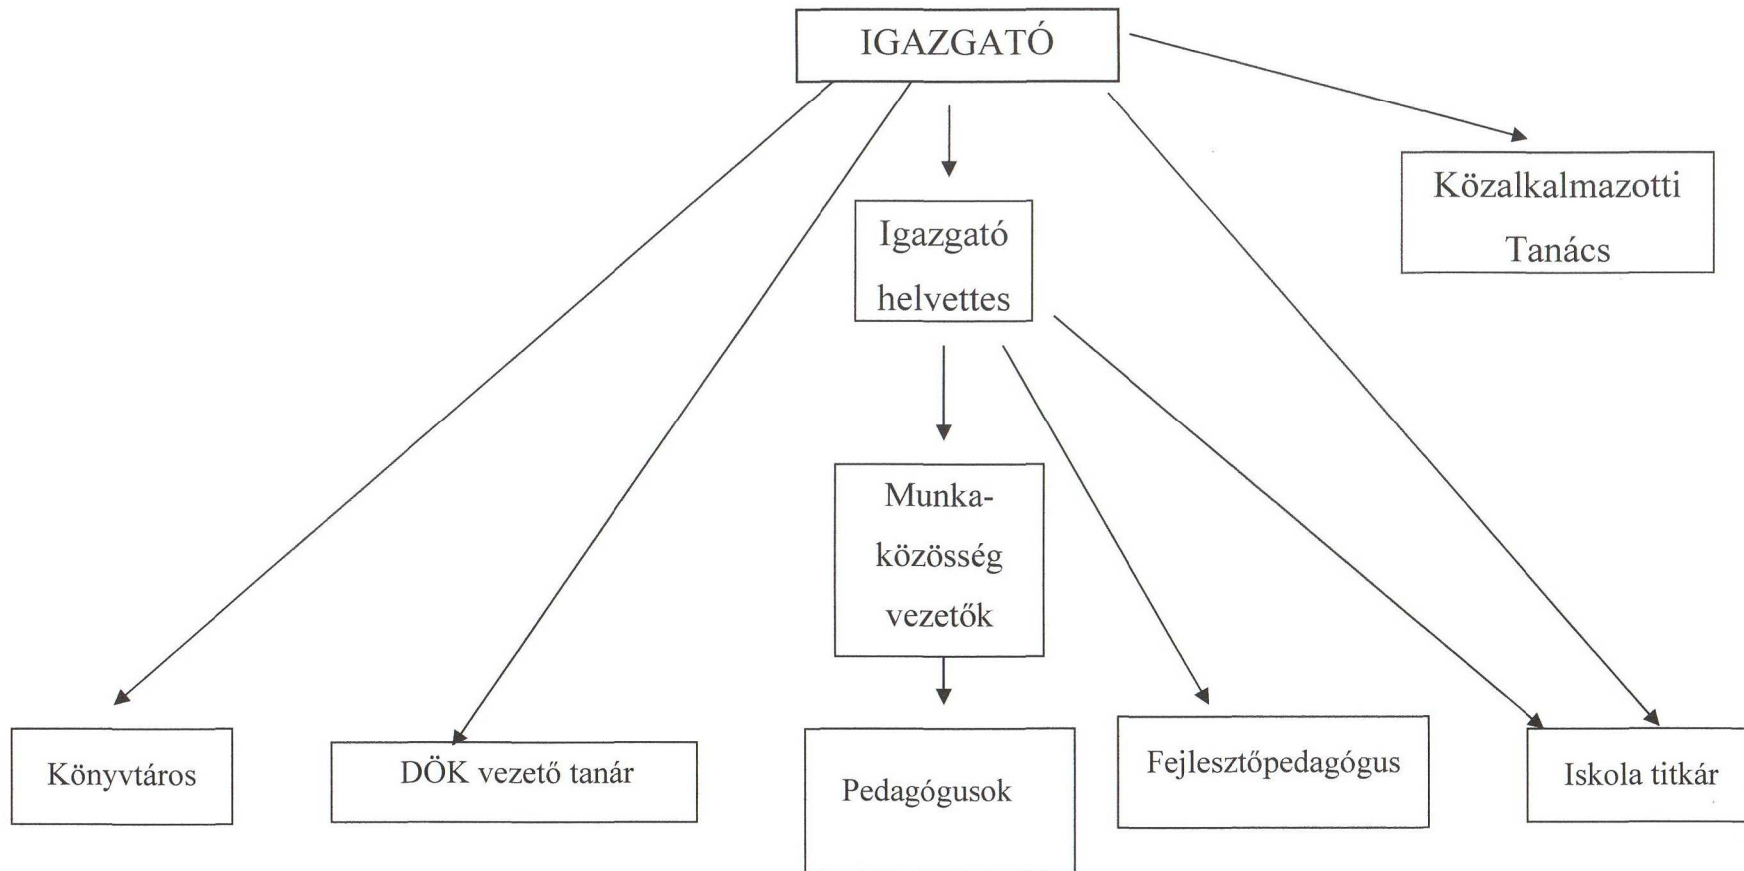 IGAZGATÓ
Közalkalmazotti
Tanács
Igazgató
helvettes
Munka-
közösség
vezetők
Könyvtáros
DÖK vezető tanár
Pedagógusok
Fejlesztőpedagógus
Iskola titkár